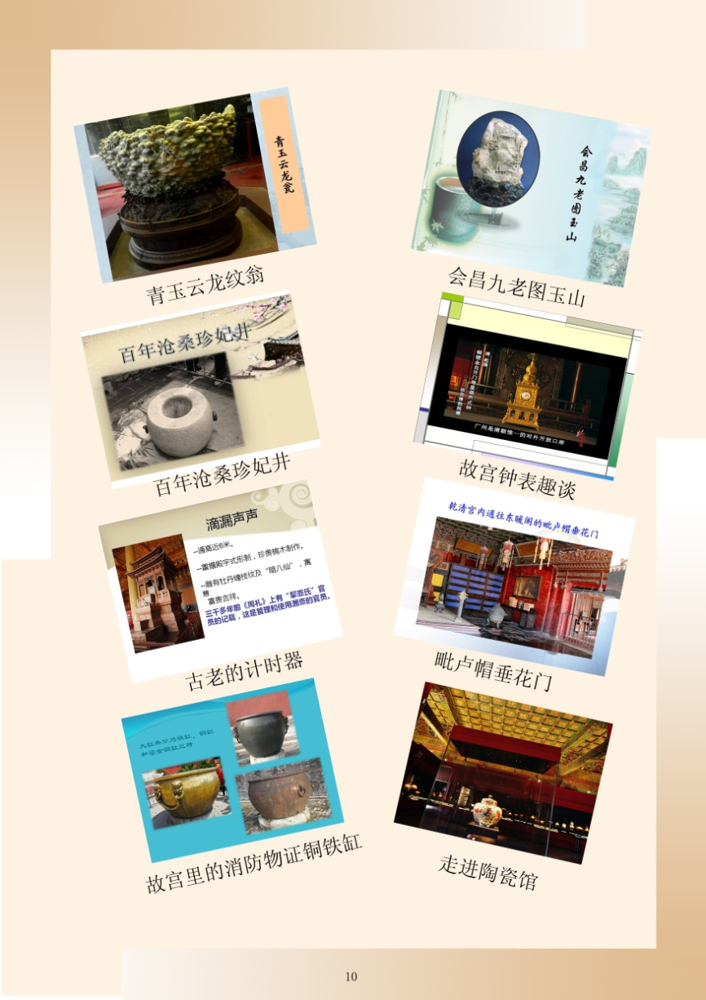 青玉云龙瓮
青玉云龙纹翁
会昌九老图玉山
会昌九老图玉山
百年沧桑珍妃井
百年沧桑珍妃井
广州是清朝惟一的对外开放口岸
故宫钟表趣谈
滴漏声声
--通高近6米。
--重檐殿宇式形制，珍贵楠木制作。
--雕有牡丹缠枝纹及“暗八仙”，寓
意
富贵吉祥。
三千多年前《周礼》上有“挈壶氏”官
员的记载，这是管理和使用漏壶的官员。
古老的计时器
乾清宫内通往东暖阁的毗卢帽垂花门
毗卢帽垂花门
大缸类分为铁缸、铜缸
和鎏金铜缸三种
故宫里的消防物证铜铁缸
走进陶瓷馆
10